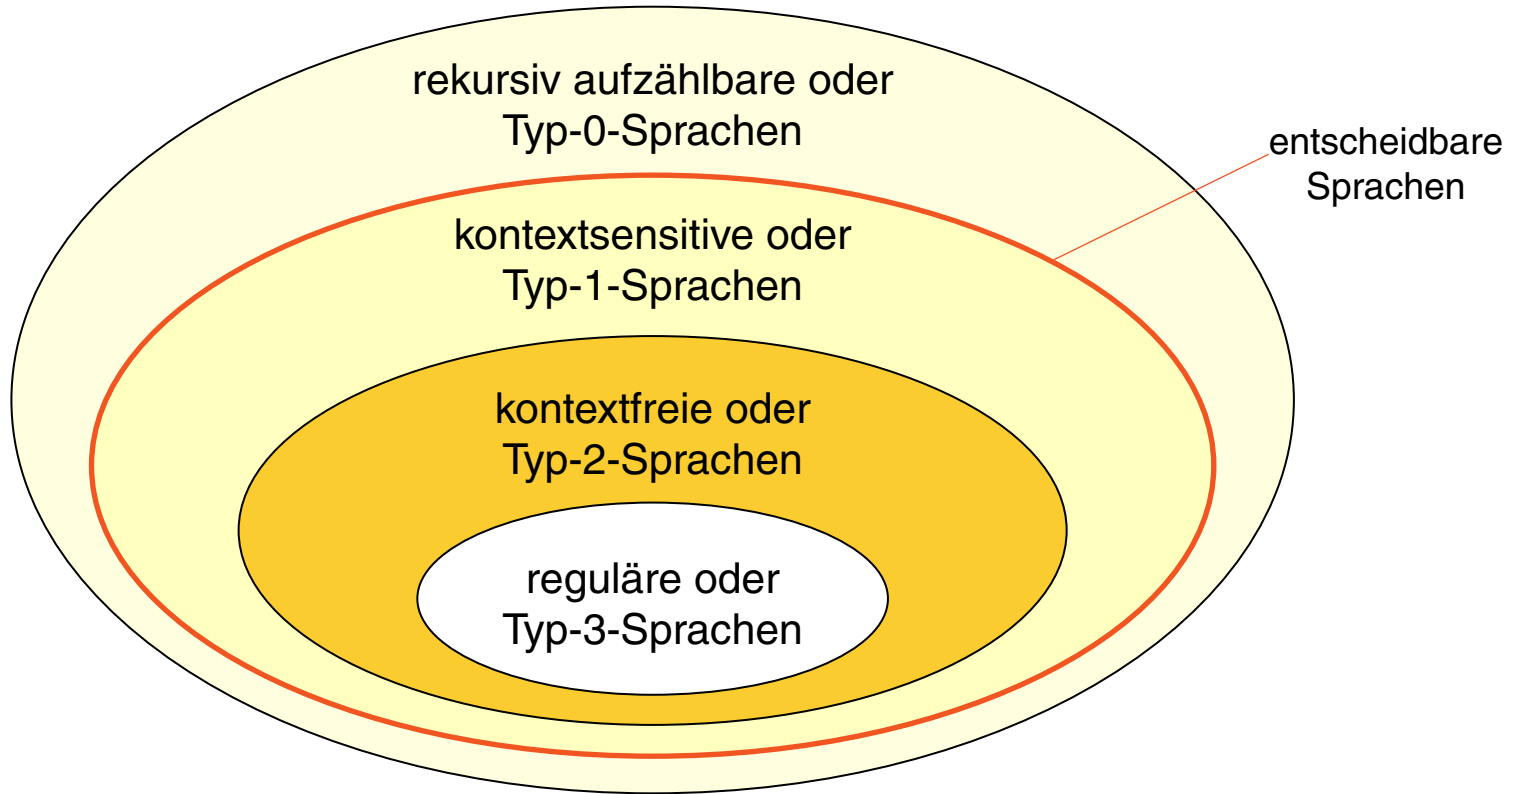 rekursiv aufzählbare oder
Typ-0-Sprachen
entscheidbare
Sprachen
kontextsensitive oder
Typ-1-Sprachen
kontextfreie oder
Typ-2-Sprachen
reguläre oder
Typ-3-Sprachen